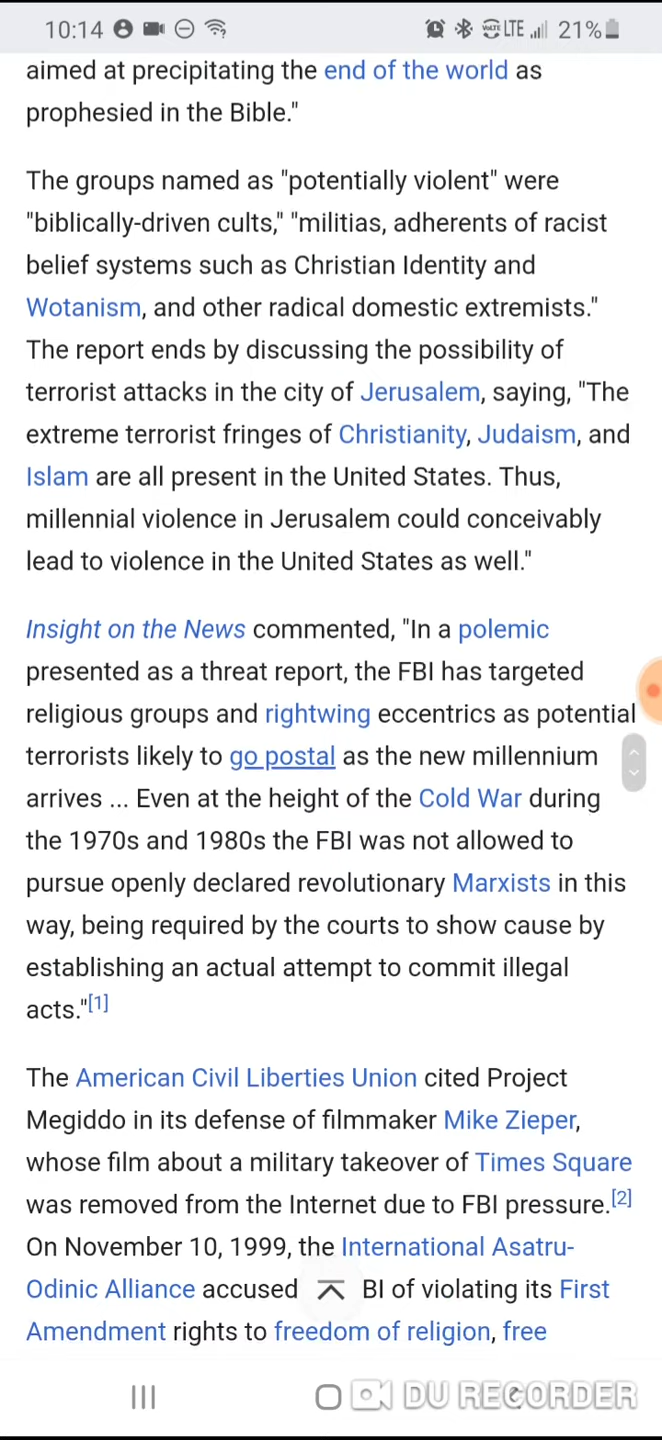 10:14 VoLTE LTE 21%
aimed at precipitating the end of the world as
prophesied in the Bible."
The groups named as "potentially violent" were
"biblically-driven cults," "militias, adherents of racist
belief systems such as Christian Identity and
Wotanism, and other radical domestic extremists."
The report ends by discussing the possibility of
terrorist attacks in the city of Jerusalem, saying, "The
extreme terrorist fringes of Christianity, Judaism, and
Islam are all present in the United States. Thus,
millennial violence in Jerusalem could conceivably
lead to violence in the United States as well."
Insight on the News commented, "In a polemic
presented as a threat report, the FBI has targeted
religious groups and rightwing eccentrics as potential
terrorists likely to go postal as the new millennium
arrives ... Even at the height of the Cold War during
the 1970s and 1980s the FBI was not allowed to
pursue openly declared revolutionary Marxists in this
way, being required by the courts to show cause by
establishing an actual attempt to commit illegal
acts."[1]
The American Civil Liberties Union cited Project
Megiddo in its defense of filmmaker Mike Zieper,
whose film about a military takeover of Times Square
was removed from the Internet due to FBI pressure.[2]
On November 10, 1999, the International Asatru-
Odinic Alliance accused BI of violating its First
Amendment rights to freedom of religion, free
DU RECORDER